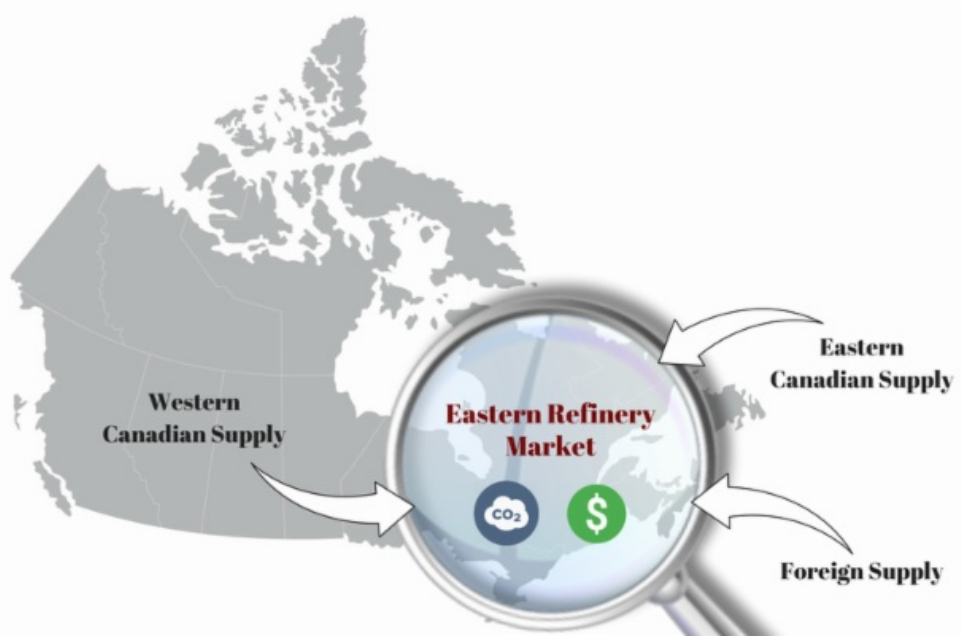 Western
Canadian Supply
Eastern Refinery
Market
CO₂
$
Eastern
Canadian Supply
Foreign Supply